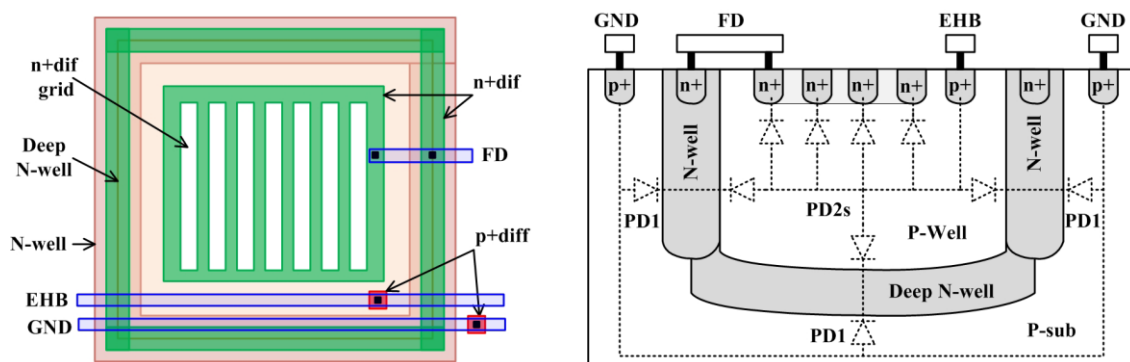 n+dif
grid
Deep
N-well
N-well
EHB
GND
n+dif
FD
p+diff
GND
FD
EHB
GND
p+
n+
n+
n+
n+
n+
p+
n+
p+
N-well
N-well
PD1
PD2s
PD1
P-Well
Deep N-well
PD1
P-sub